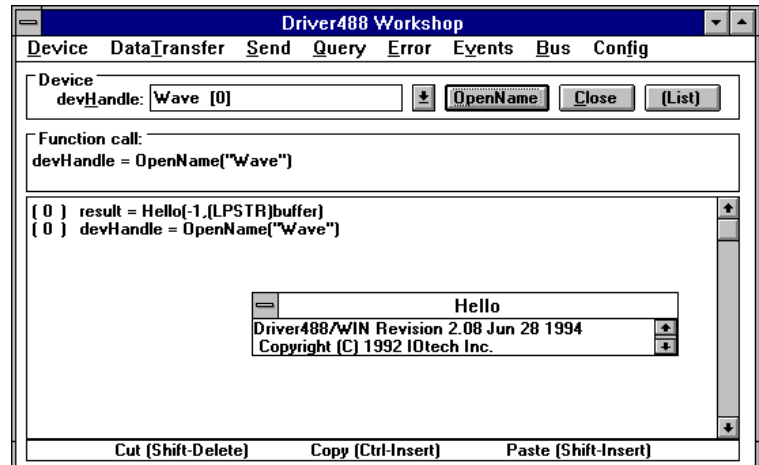 Driver488 Workshop
Device DataTransfer Send Query Error Events Bus Config
Device
devHandle: Wave [0] OpenName Close (List)
Function call:
devHandle = OpenName("Wave")
( 0 ) result = Hello(-1,(LPSTR)buffer)
( 0 ) devHandle = OpenName("Wave")
Hello
Driver488/WIN Revision 2.08 Jun 28 1994
Copyright (C) 1992 IOtech Inc.
Cut (Shift-Delete) Copy (Ctrl-Insert) Paste (Shift-Insert)